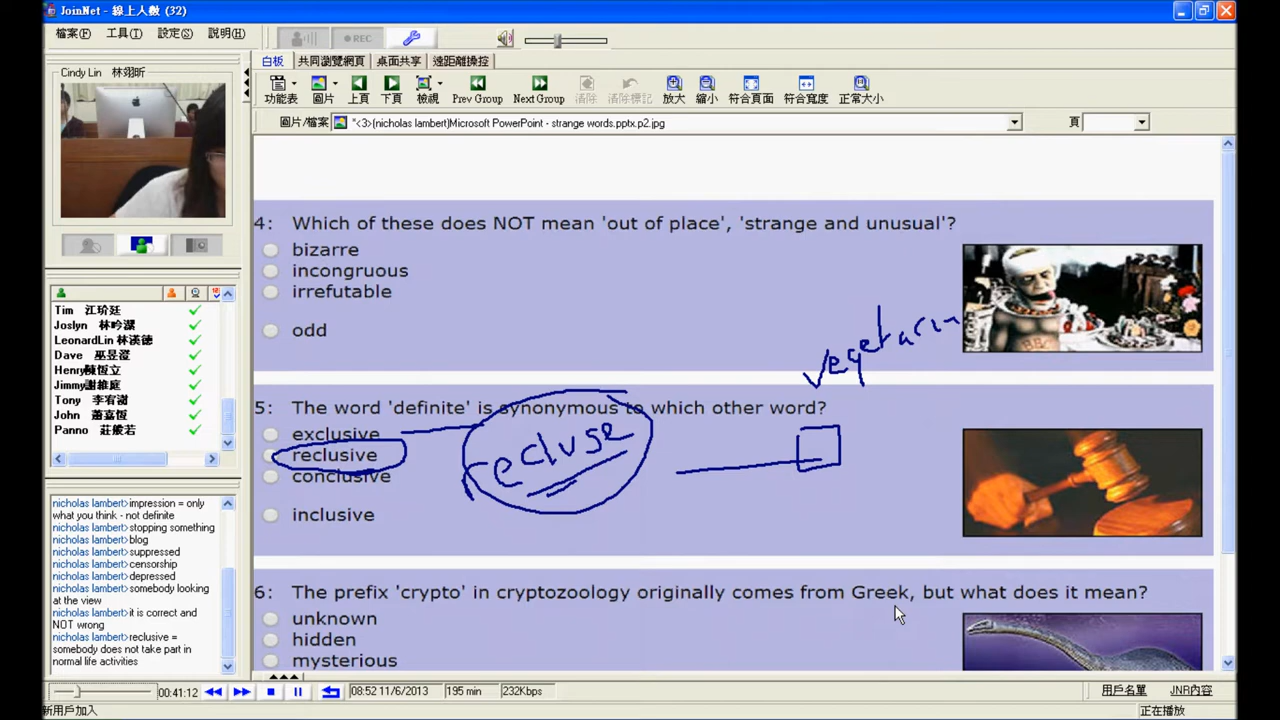 JoinNet - 線上人數 (32)
檔案(F) 工具(T) 設定(S) 說明(H)
REC
Cindy Lin 林翊昕
白板 共同瀏覽網頁 桌面共享 遠距離操控
功能表 圖片 上頁 下頁 檢視 Prev Group Next Group 清除 清除標記 放大 縮小 符合頁面 符合寬度 正常大小
圖片/檔案 "<3>(nicholas lambert)Microsoft PowerPoint - strange words.pptx.p2.jpg
頁
Tim 江玠廷
Joslyn 林吟潔
LeonardLin 林漢德
Dave
Henry陳恆立
Jimmy謝維庭
Tony 李宥澍
John 蕭嘉恆
Panno 莊般若
nicholas lambert>impression = only
what you think - not definite
nicholas lambert>stopping something
nicholas lambert>blog
nicholas lambert>suppressed
nicholas lambert>censorship
nicholas lambert>depressed
nicholas lambert>somebody looking
at the view
nicholas lambert>it is correct and
NOT wrong
nicholas lambert>reclusive =
somebody does not take part in
normal life activities
4: Which of these does NOT mean 'out of place', 'strange and unusual'?
bizarre
incongruous
irrefutable
odd
vegetarian
5: The word 'definite' is synonymous to which other word?
exclusive
reclusive
conclusive
inclusive
recluse
6: The prefix 'crypto' in cryptozoology originally comes from Greek, but what does it mean?
unknown
hidden
mysterious
00:41:12
08:52 11/6/2013 195 min 232Kbps
用戶名單 JNR內容
新用戶加入
正在播放